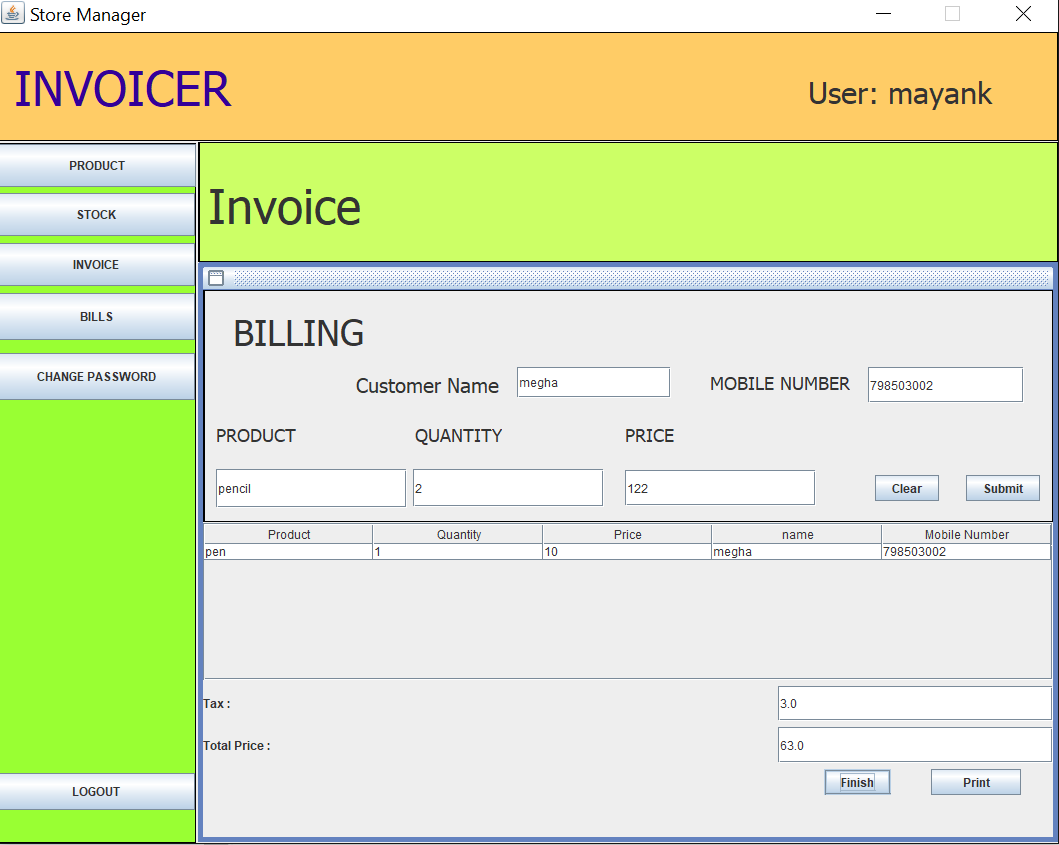 Store Manager
INVOICER
User: mayank
PRODUCT
STOCK
INVOICE
BILLS
CHANGE PASSWORD
LOGOUT
Invoice
BILLING
Customer Name megha MOBILE NUMBER 798503002
PRODUCT QUANTITY PRICE
pencil 2 122 Clear Submit
Product Quantity Price name Mobile Number
pen 1 10 megha 798503002
Tax : 3.0
Total Price : 63.0
Finish Print